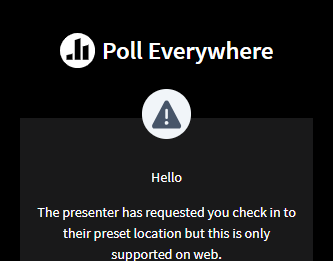 Poll Everywhere
Hello
The presenter has requested you check in to
their preset location but this is only
supported on web.